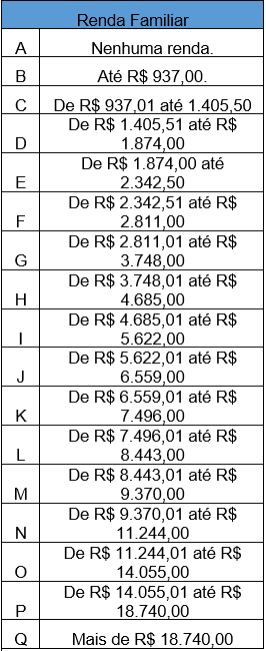 Renda Familiar
A Nenhuma renda.
B Até R$ 937,00.
C De R$ 937,01 até 1.405,50
D De R$ 1.405,51 até R$
1.874,00
E De R$ 1.874,00 até
2.342,50
F De R$ 2.342,51 até R$
2.811,00
G De R$ 2.811,01 até R$
3.748,00
H De R$ 3.748,01 até R$
4.685,00
I De R$ 4.685,01 até R$
5.622,00
J De R$ 5.622,01 até R$
6.559,00
K De R$ 6.559,01 até R$
7.496,00
L De R$ 7.496,01 até R$
8.443,00
M De R$ 8.443,01 até R$
9.370,00
N De R$ 9.370,01 até R$
11.244,00
O De R$ 11.244,01 até R$
14.055,00
P De R$ 14.055,01 até R$
18.740,00
Q Mais de R$ 18.740,00